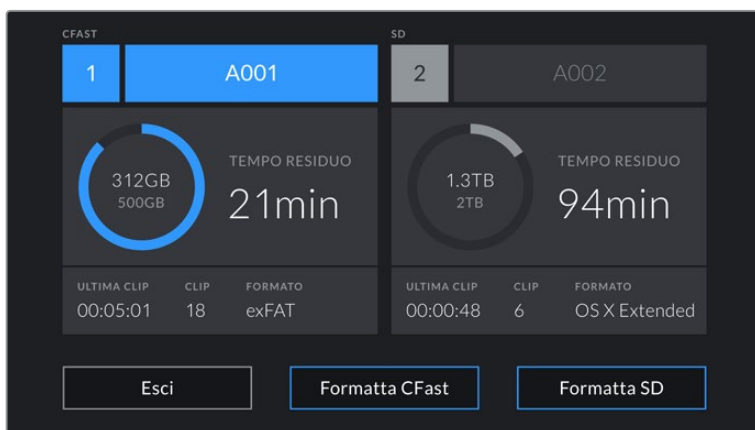 CFAST
1 A001
312GB
500GB
TEMPO RESIDUO
21min
ULTIMA CLIP CLIP FORMATO
00:05:01 18 exFAT
SD
2 A002
1.3TB
2TB
TEMPO RESIDUO
94min
ULTIMA CLIP CLIP FORMATO
00:00:48 6 OS X Extended
Esci Formatta CFast Formatta SD